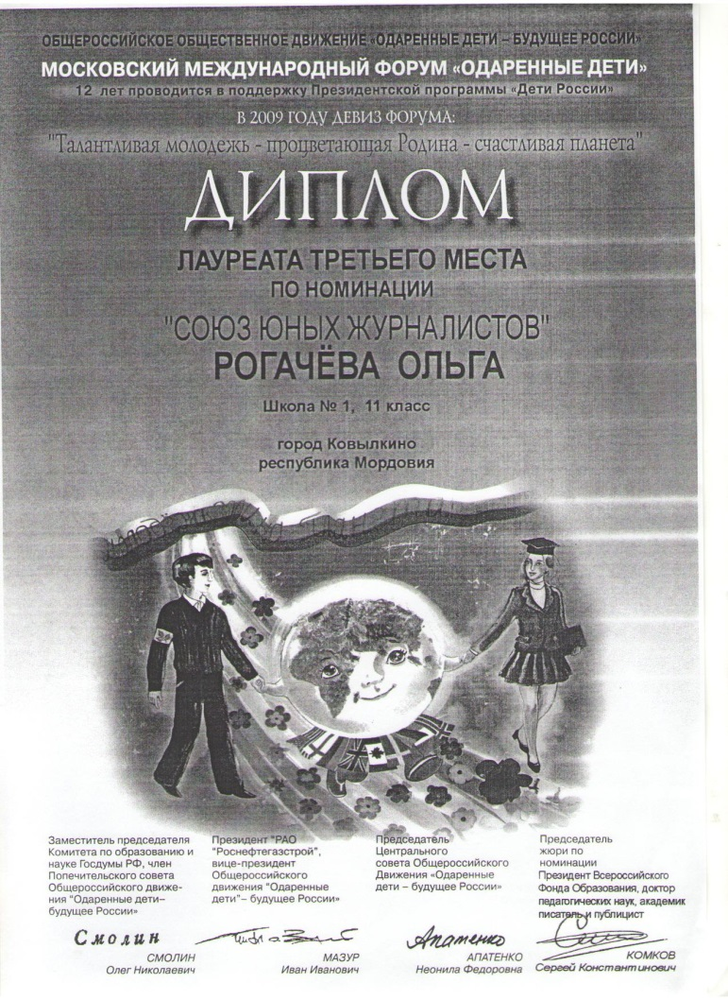 ОБЩЕРОССИЙСКОЕ ОБЩЕСТВЕННОЕ ДВИЖЕНИЕ «ОДАРЕННЫЕ ДЕТИ – БУДУЩЕЕ РОССИИ»
МОСКОВСКИЙ МЕЖДУНАРОДНЫЙ ФОРУМ «ОДАРЕННЫЕ ДЕТИ»
12 лет проводится в поддержку Президентской программы «Дети России»
В 2009 ГОДУ ДЕВИЗ ФОРУМА:
"Талантливая молодежь - процветающая Родина - счастливая планета"
ДИПЛОМ
ЛАУРЕАТА ТРЕТЬЕГО МЕСТА
ПО НОМИНАЦИИ
"СОЮЗ ЮНЫХ ЖУРНАЛИСТОВ"
РОГАЧЁВА ОЛЬГА
Школа № 1, 11 класс
город Ковылкино
республика Мордовия
Заместитель председателя
Комитета по образованию и
науке Госдумы РФ, член
Попечительского совета
Общероссийского движе-
ния "Одаренные дети–
будущее России»
Смолин
СМОЛИН
Олег Николаевич
Президент "РАО
"Роснефтегазстрой",
вице-президент
Общероссийского
движения "Одаренные
дети"– будущее России»
МАЗУР
Иван Иванович
Председатель
Центрального
совета Общероссийского
Движения «Одаренные
дети – будущее России»
Апатенко
АПАТЕНКО
Неонила Федоровна
Председатель
жюри по
номинации
Президент Всероссийского
Фонда Образования, доктор
педагогических наук, академик
писатель и публицист
КОМКОВ
Сергей Константинович